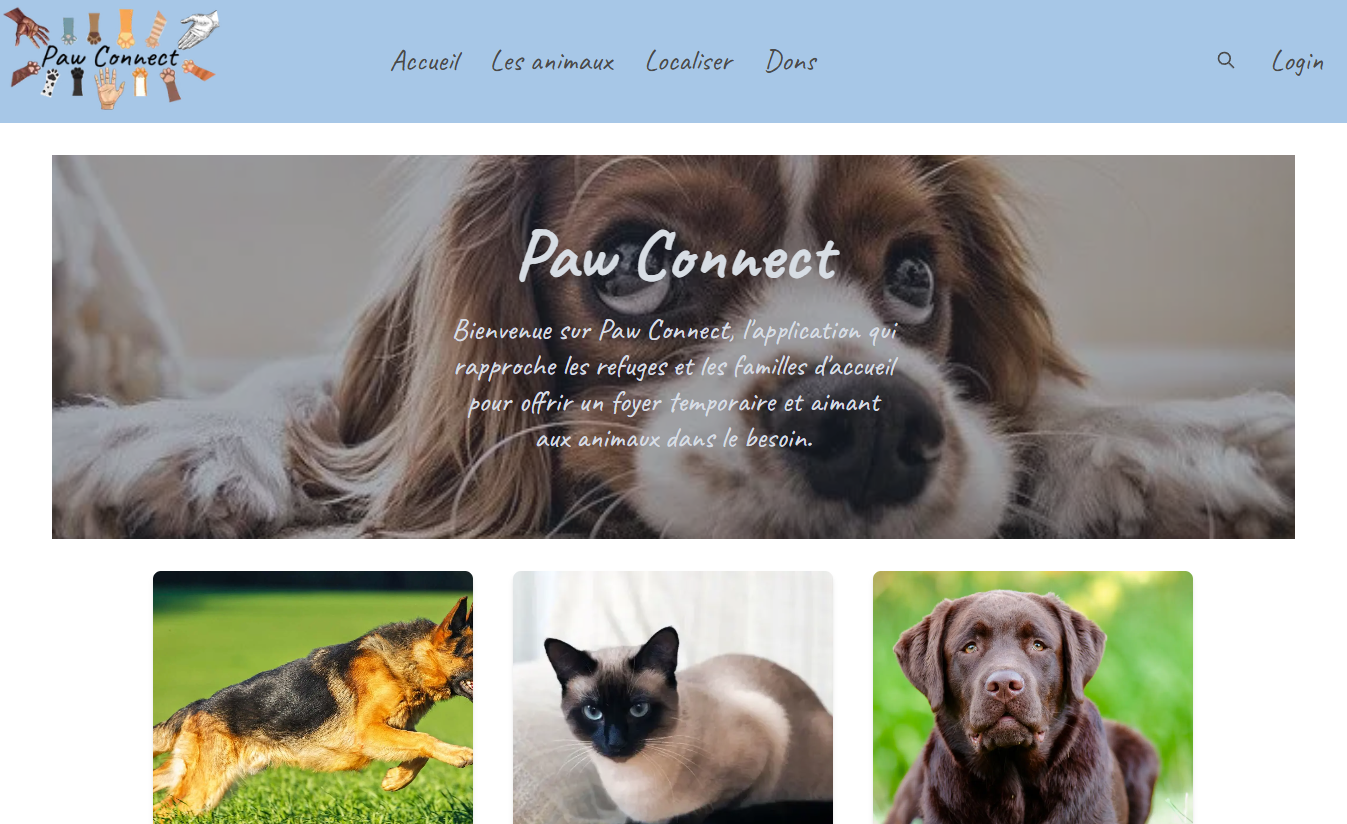 Paw Connect
Accueil
Les animaux
Localiser
Dons
Login
Paw Connect
Bienvenue sur Paw Connect, l'application qui
rapproche les refuges et les familles d'accueil
pour offrir un foyer temporaire et aimant
aux animaux dans le besoin.